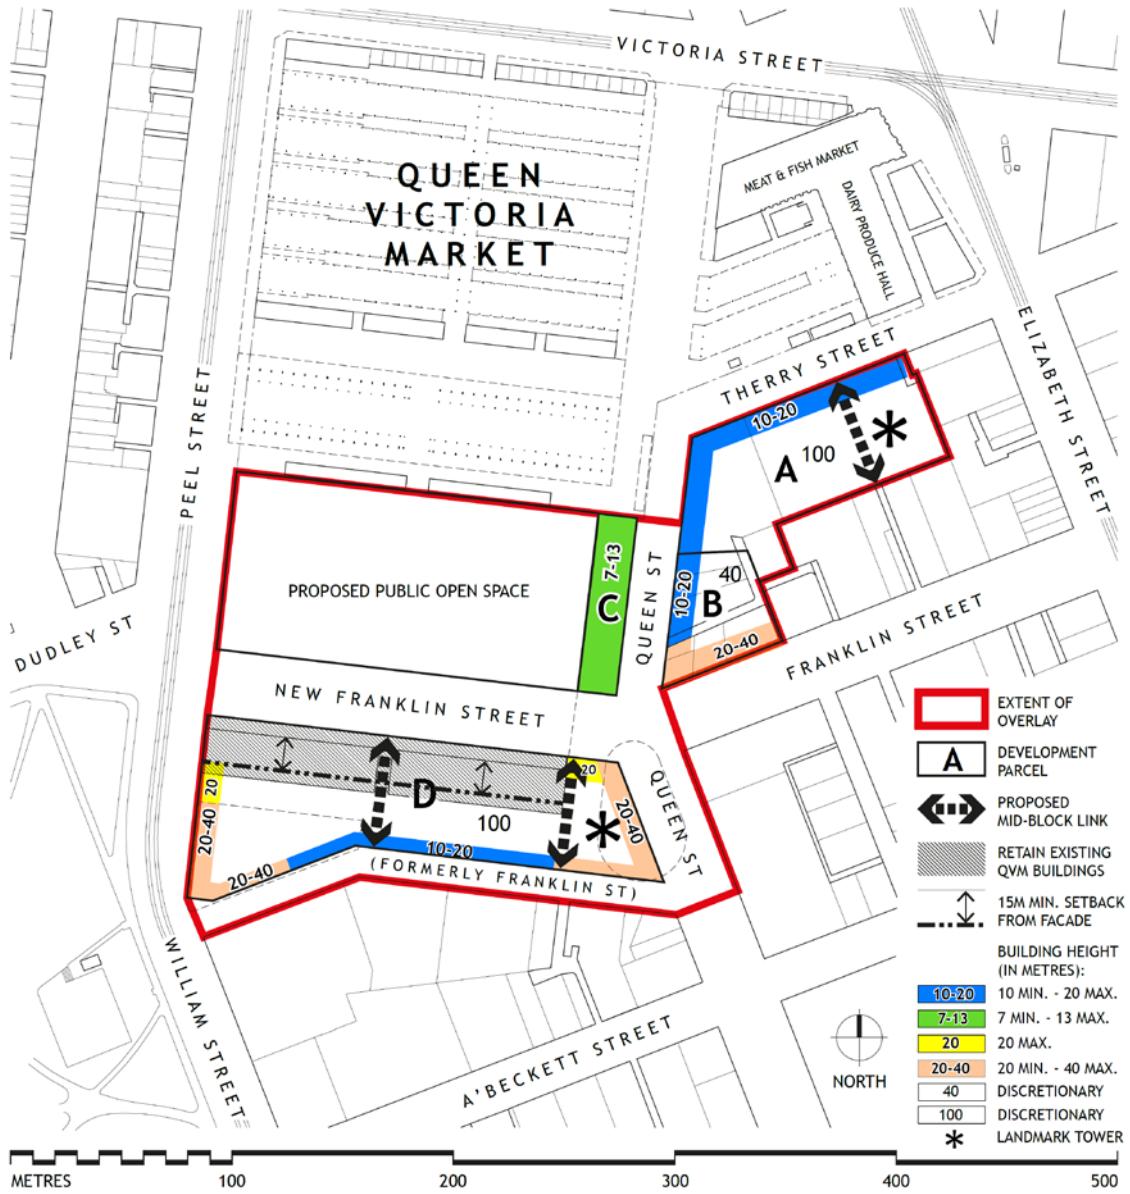 VICTORIA STREET
QUEEN
VICTORIA
MARKET
MEAT & FISH MARKET
DAIRY PRODUCE HALL
PEEL STREET
THERRY STREET
ELIZABETH STREET
10-20
A
100
*
7-13
C
QUEEN ST
10-20
40
B
20-40
PROPOSED PUBLIC OPEN SPACE
DUDLEY ST
FRANKLIN STREET
NEW FRANKLIN STREET
20
20
D
100
*
20-40
QUEEN ST
20-40
20-40
10-20
(FORMERLY FRANKLIN ST)
WILLIAM STREET
A'BECKETT STREET
NORTH
EXTENT OF
OVERLAY
A
DEVELOPMENT
PARCEL
PROPOSED
MID-BLOCK LINK
RETAIN EXISTING
QVM BUILDINGS
15M MIN. SETBACK
FROM FACADE
BUILDING HEIGHT
(IN METRES):
10-20 10 MIN. - 20 MAX.
7-13 7 MIN. - 13 MAX.
20 20 MAX.
20-40 20 MIN. - 40 MAX.
40 DISCRETIONARY
100 DISCRETIONARY
* LANDMARK TOWER
METRES 100 200 300 400 500